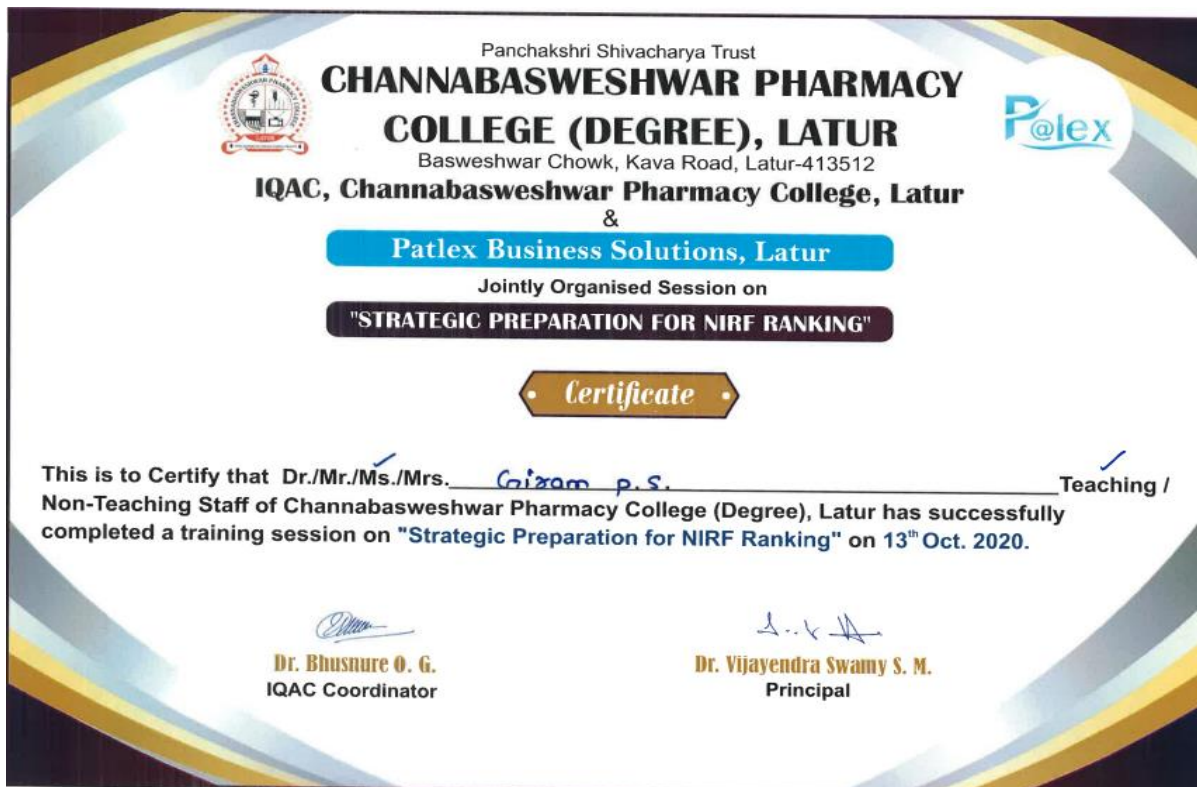 Panchakshri Shivacharya Trust
CHANNABASWESHWAR PHARMACY
COLLEGE (DEGREE), LATUR
Basweshwar Chowk, Kava Road, Latur-413512
P@lex
IQAC, Channabasweshwar Pharmacy College, Latur
&
Patlex Business Solutions, Latur
Jointly Organised Session on
"STRATEGIC PREPARATION FOR NIRF RANKING"
Certificate
This is to Certify that Dr./Mr./Ms./Mrs. Giram P.S. Teaching /
Non-Teaching Staff of Channabasweshwar Pharmacy College (Degree), Latur has successfully
completed a training session on "Strategic Preparation for NIRF Ranking" on 13th Oct. 2020.
Dr. Bhusnure O. G.
IQAC Coordinator
Dr. Vijayendra Swamy S. M.
Principal